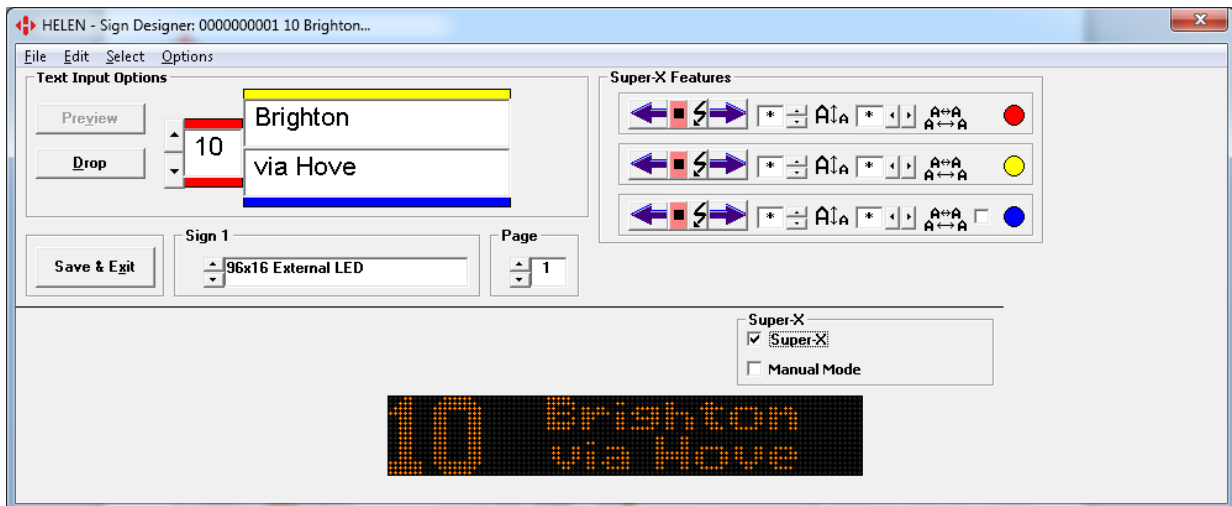 HELEN - Sign Designer: 0000000001 10 Brighton...
File Edit Select Options
Text Input Options
Preview
Drop
10
Brighton
via Hove
Super-X Features
* A↕A * A↔A A↔A
* A↕A * A↔A A↔A
* A↕A * A↔A A↔A
Save & Exit
Sign 1
96x16 External LED
Page
1
Super-X
Super-X
Manual Mode
10 Brighton
via Hove